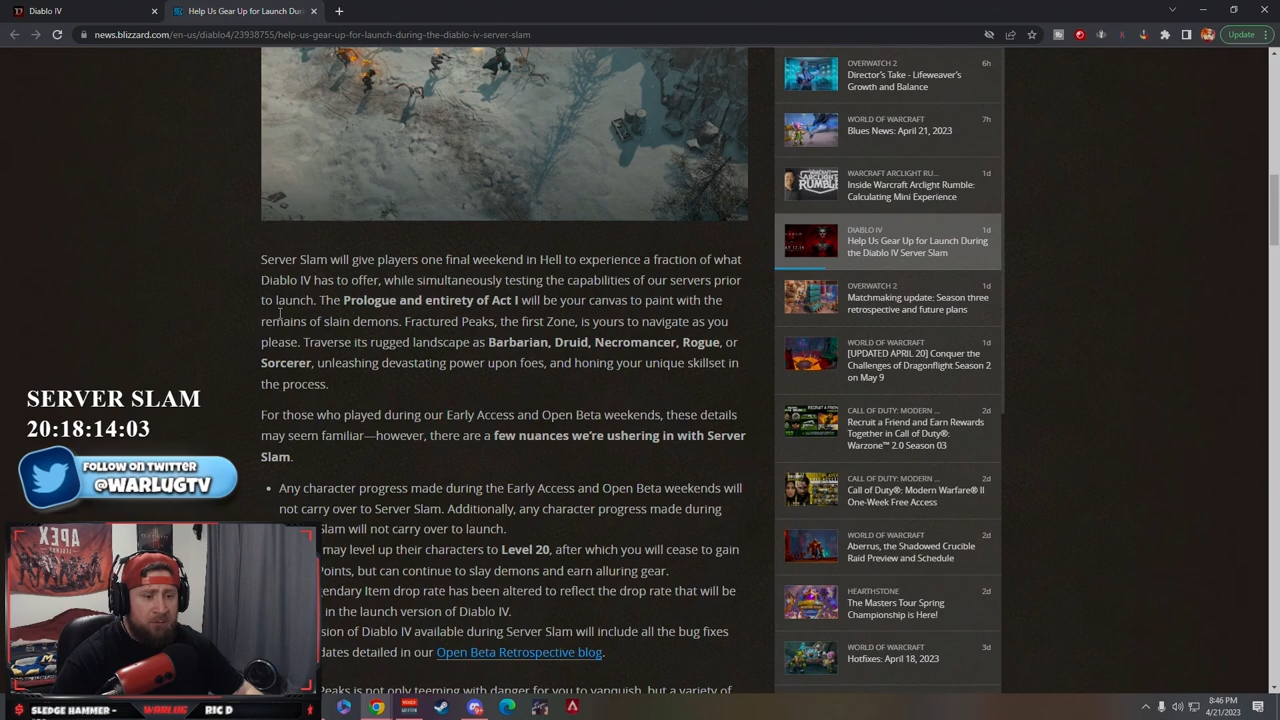 Diablo IV
Help Us Gear Up For Launch Dur
news.blizzard.com/en-us/diablo4/23938755/help-us-gear-up-for-launch-during-the-diablo-iv-server-slam
Update
Server Slam will give players one final weekend in Hell to experience a fraction of what
Diablo IV has to offer, while simultaneously testing the capabilities of our servers prior
to launch. The Prologue and entirety of Act I will be your canvas to paint with the
remains of slain demons. Fractured Peaks, the first Zone, is yours to navigate as you
please. Traverse its rugged landscape as Barbarian, Druid, Necromancer, Rogue, or
Sorcerer, unleashing devastating power upon foes, and honing your unique skillset in
the process.
For those who played during our Early Access and Open Beta weekends, these details
may seem familiar—however, there are a few nuances we're ushering in with Server
Slam.
• Any character progress made during the Early Access and Open Beta weekends will
not carry over to Server Slam. Additionally, any character progress made during
Slam will not carry over to launch.
may level up their characters to Level 20, after which you will cease to gain
Points, but can continue to slay demons and earn alluring gear.
gendary Item drop rate has been altered to reflect the drop rate that will be
in the launch version of Diablo IV.
sion of Diablo IV available during Server Slam will include all the bug fixes
dates detailed in our Open Beta Retrospective blog.
Peaks is not only teeming with danger for you to vanquish, but a variety of
OVERWATCH 2
6h
Director's Take - Lifeweaver's
Growth and Balance
WORLD OF WARCRAFT
7h
Blues News: April 21, 2023
WARCRAFT ARCLIGHT RU...
1d
Inside Warcraft Arclight Rumble:
Calculating Mini Experience
DIABLO IV
1d
Help Us Gear Up for Launch During
the Diablo IV Server Slam
OVERWATCH 2
1d
Matchmaking update: Season three
retrospective and future plans
WORLD OF WARCRAFT
1d
[UPDATED APRIL 20] Conquer the
Challenges of Dragonflight Season 2
on May 9
CALL OF DUTY: MODERN ...
2d
Recruit a Friend and Earn Rewards
Together in Call of Duty®:
Warzone™ 2.0 Season 03
CALL OF DUTY: MODERN ...
2d
Call of Duty®: Modern Warfare® II
One-Week Free Access
WORLD OF WARCRAFT
2d
Aberrus, the Shadowed Crucible
Raid Preview and Schedule
HEARTHSTONE
2d
The Masters Tour Spring
Championship is Here!
WORLD OF WARCRAFT
3d
Hotfixes: April 18, 2023
SERVER SLAM
20:18:14:03
FOLLOW ON TWITTER
@WARLUGTV
APEX
SLEDGE HAMMER -
WARLUG
RIC D
8:46 PM
4/21/2023